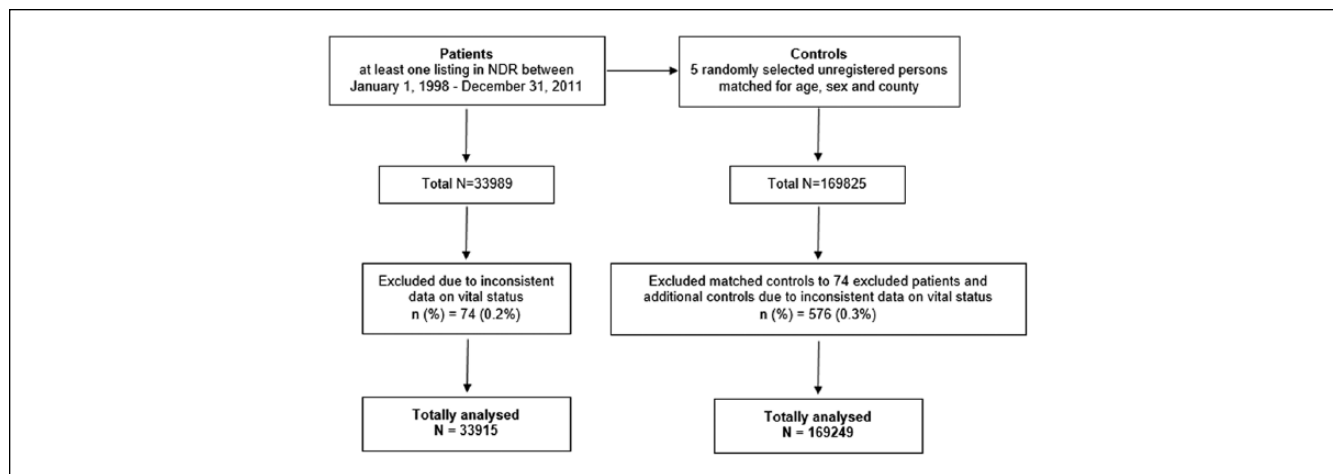 Patients
at least one listing in NDR between
January 1, 1998 - December 31, 2011
Controls
5 randomly selected unregistered persons
matched for age, sex and county
Total N=33989
Total N=169825
Excluded due to inconsistent
data on vital status
n (%) = 74 (0.2%)
Excluded matched controls to 74 excluded patients and
additional controls due to inconsistent data on vital status
n (%) = 576 (0.3%)
Totally analysed
N = 33915
Totally analysed
N = 169249